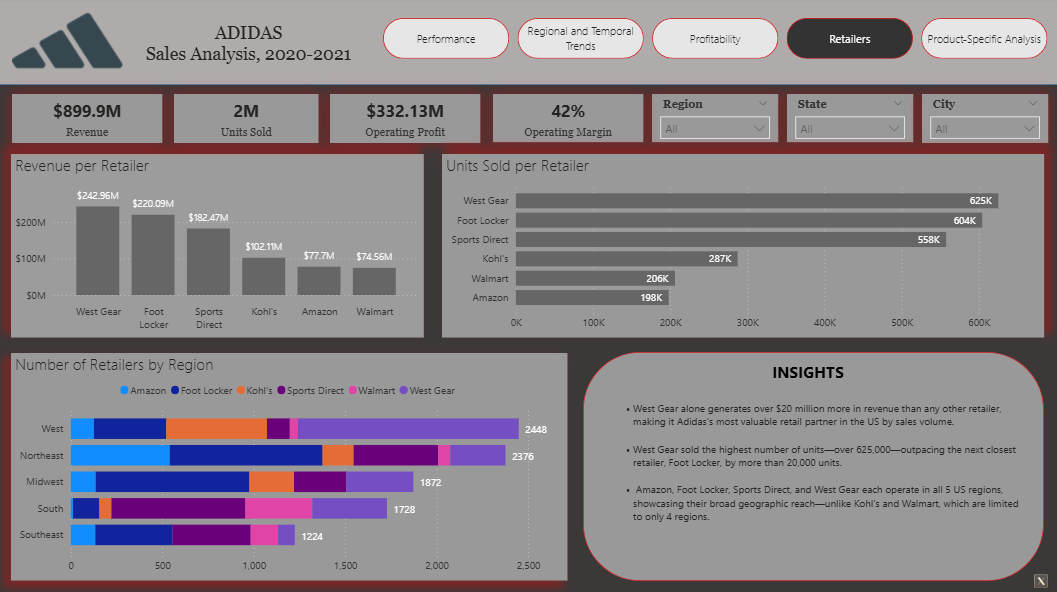 ADIDAS
Sales Analysis, 2020-2021
Performance
Regional and Temporal
Trends
Profitability
Retailers
Product-Specific Analysis
$899.9M
Revenue
2M
Units Sold
$332.13M
Operating Profit
42%
Operating Margin
Region
All
State
All
City
All
Revenue per Retailer
$242.96M
$220.09M
$182.47M
$102.11M
$77.7M
$74.56M
$200M
$100M
$0M
West Gear
Foot
Locker
Sports
Direct
Kohl's
Amazon
Walmart
Units Sold per Retailer
West Gear 625K
Foot Locker 604K
Sports Direct 558K
Kohl's 287K
Walmart 206K
Amazon 198K
0K 100K 200K 300K 400K 500K 600K
Number of Retailers by Region
Amazon Foot Locker Kohl's Sports Direct Walmart West Gear
West 2448
Northeast 2376
Midwest 1872
South 1728
Southeast 1224
0 500 1,000 1,500 2,000 2,500
INSIGHTS
• West Gear alone generates over $20 million more in revenue than any other retailer,
making it Adidas's most valuable retail partner in the US by sales volume.
• West Gear sold the highest number of units—over 625,000—outpacing the next closest
retailer, Foot Locker, by more than 20,000 units.
• Amazon, Foot Locker, Sports Direct, and West Gear each operate in all 5 US regions,
showcasing their broad geographic reach—unlike Kohl's and Walmart, which are limited
to only 4 regions.
X